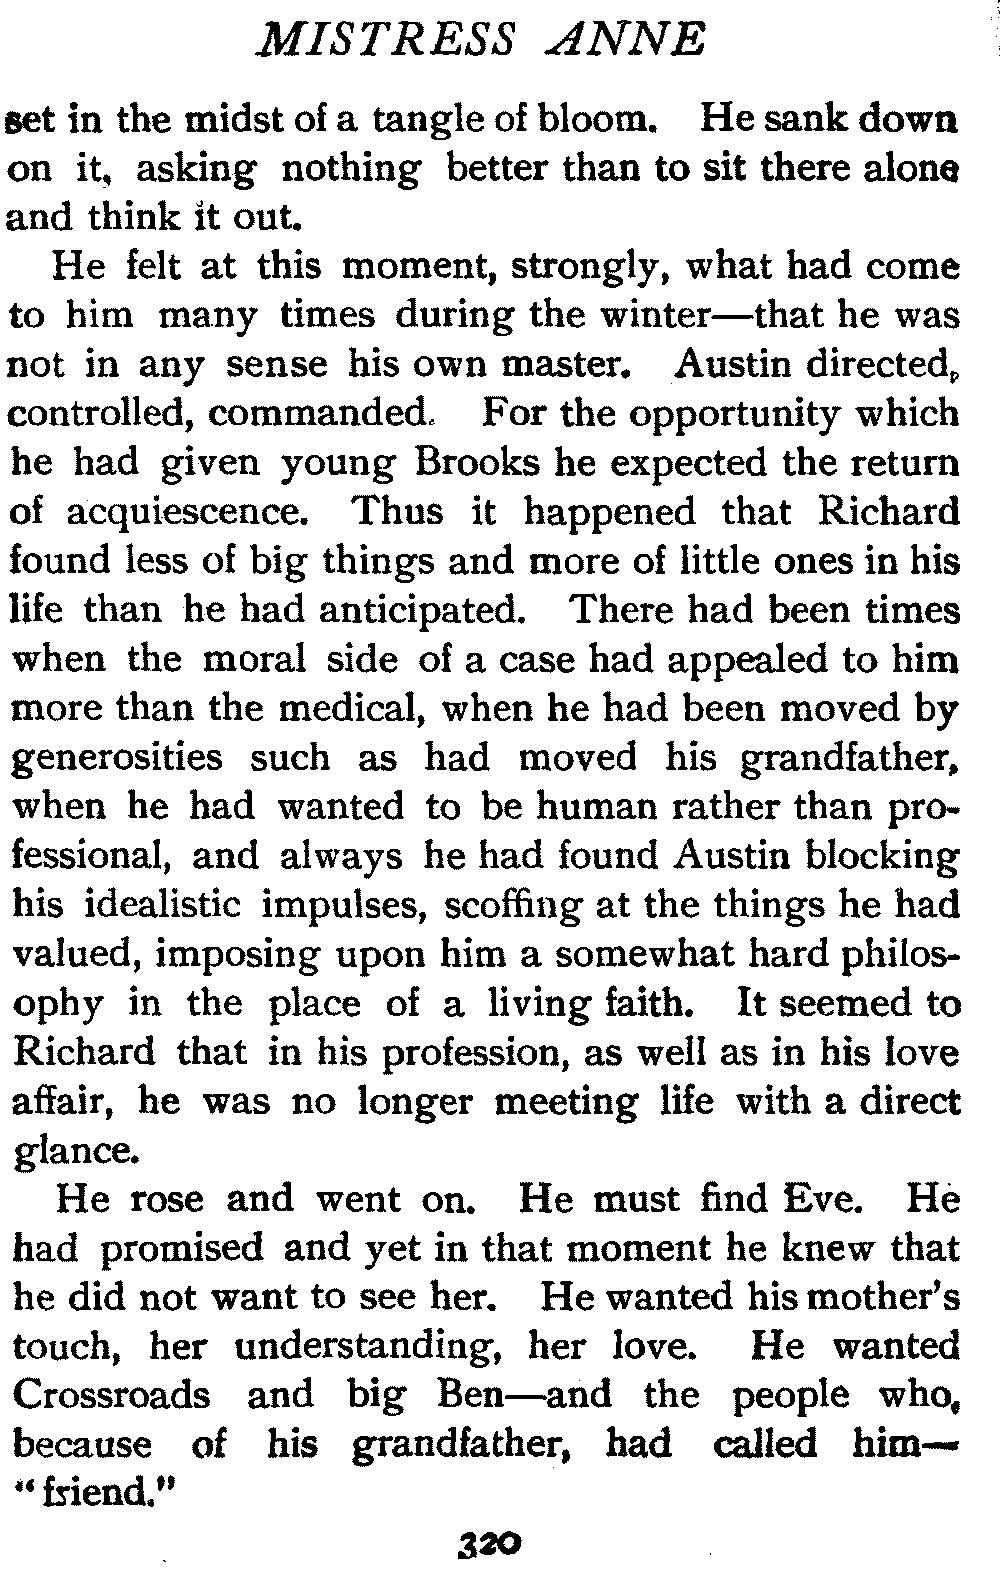 MISTRESS ANNE
set in the midst of a tangle of bloom. He sank down
on it, asking nothing better than to sit there alone
and think it out.
He felt at this moment, strongly, what had come
to him many times during the winter—that he was
not in any sense his own master. Austin directed,
controlled, commanded. For the opportunity which
he had given young Brooks he expected the return
of acquiescence. Thus it happened that Richard
found less of big things and more of little ones in his
life than he had anticipated. There had been times
when the moral side of a case had appealed to him
more than the medical, when he had been moved by
generosities such as had moved his grandfather,
when he had wanted to be human rather than pro-
fessional, and always he had found Austin blocking
his idealistic impulses, scoffing at the things he had
valued, imposing upon him a somewhat hard philos-
ophy in the place of a living faith. It seemed to
Richard that in his profession, as well as in his love
affair, he was no longer meeting life with a direct
glance.
He rose and went on. He must find Eve. He
had promised and yet in that moment he knew that
he did not want to see her. He wanted his mother's
touch, her understanding, her love. He wanted
Crossroads and big Ben—and the people who,
because of his grandfather, had called him—
"friend."
320